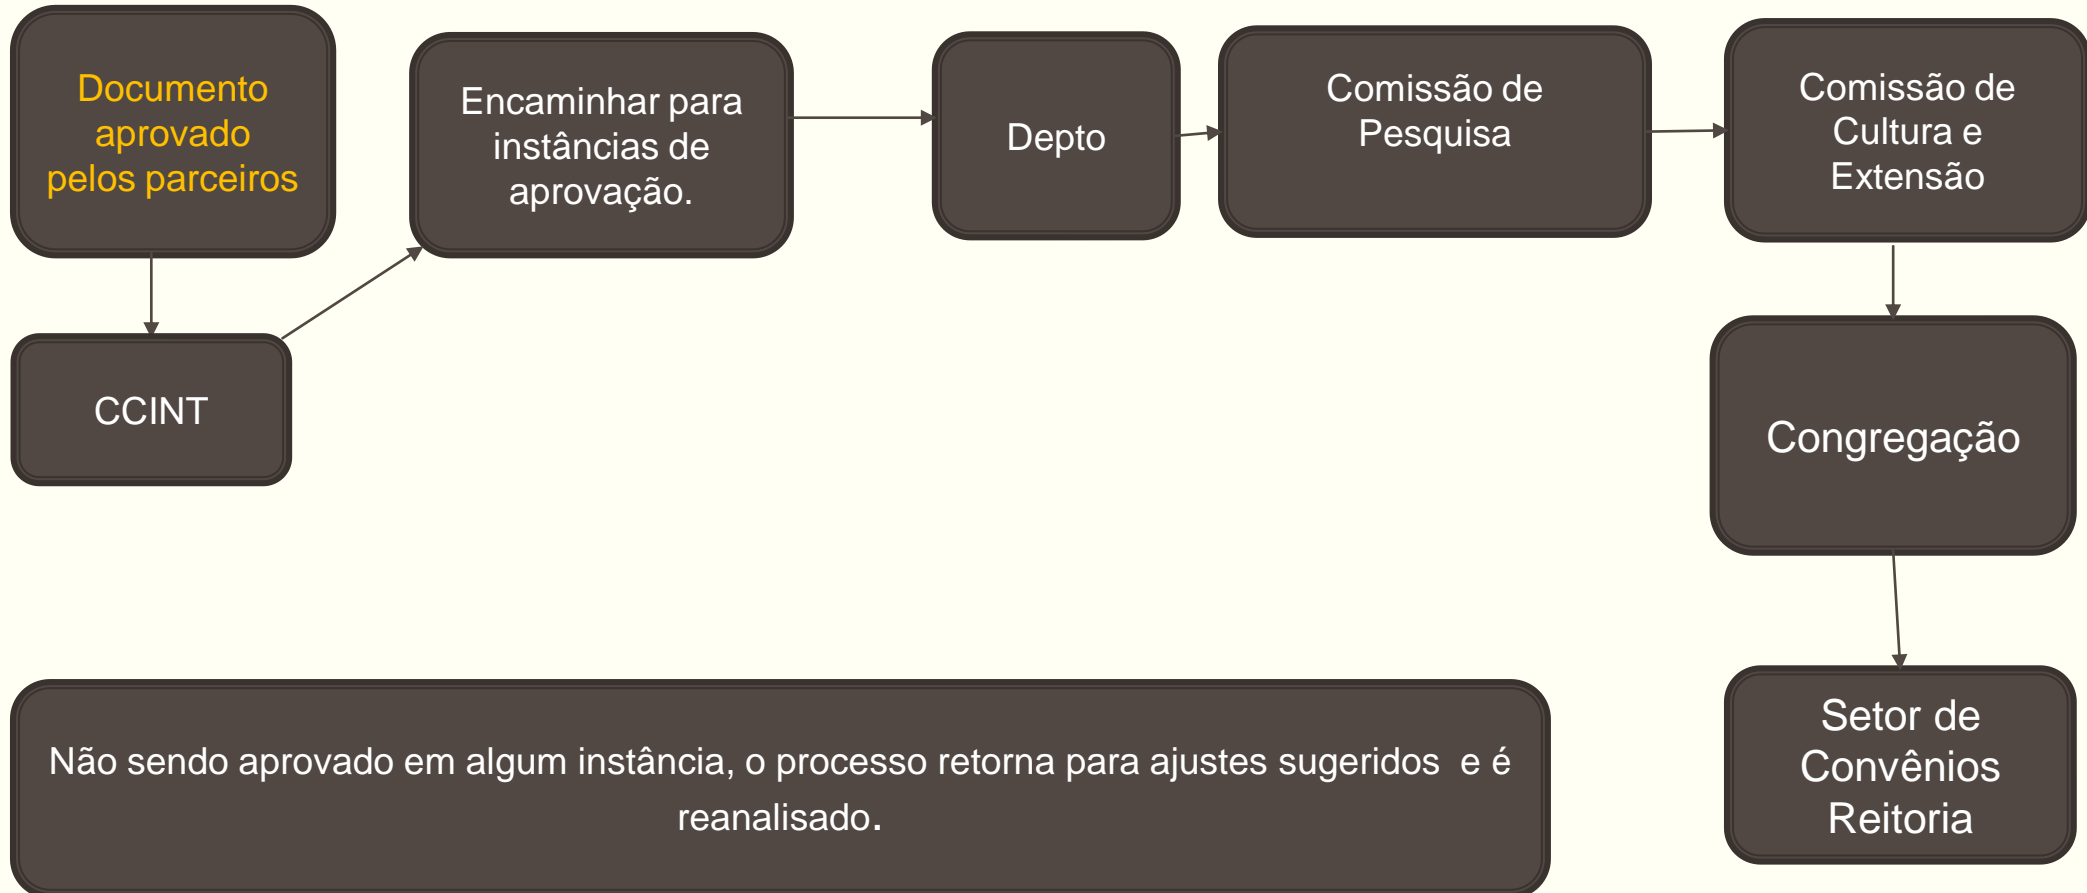 Documento
aprovado
pelos parceiros
CCINT
Encaminhar para
instâncias de
aprovação.
Depto
Comissão de
Pesquisa
Comissão de
Cultura e
Extensão
Congregação
Setor de
Convênios
Reitoria
Não sendo aprovado em algum instância, o processo retorna para ajustes sugeridos  e é
reanalisado.